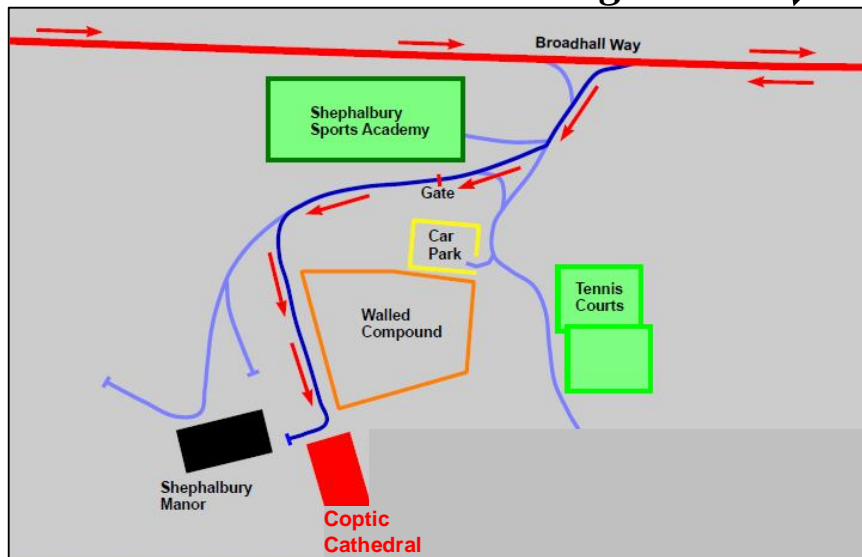 Broadhall Way
Shephalbury
Sports Academy
Gate
Car
Park
Tennis
Courts
Walled
Compound
Shephalbury
Manor
Coptic
Cathedral